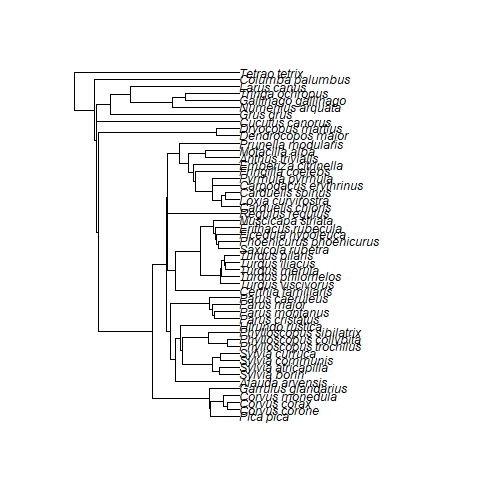 Tetrao tetrix
Columba palumbus
Larus canus
Tringa ochropus
Gallinago gallinago
Numenius arquata
Grus grus
Cuculus canorus
Dryocopus martius
Dendrocopos major
Prunella modularis
Motacilla alba
Anthus trivialis
Emberiza citrinella
Fringilla coelebs
Pyrrhula pyrrhula
Carpodacus erythrinus
Carduelis spinus
Loxia curvirostra
Carduelis chloris
Regulus regulus
Muscicapa striata
Erithacus rubecula
Ficedula hypoleuca
Phoenicurus phoenicurus
Saxicola rubetra
Turdus pilaris
Turdus iliacus
Turdus merula
Turdus philomelos
Turdus viscivorus
Certhia familiaris
Parus caeruleus
Parus major
Parus montanus
Parus cristatus
Hirundo rustica
Phylloscopus sibilatrix
Phylloscopus collybita
Phylloscopus trochilus
Sylvia curruca
Sylvia communis
Sylvia atricapilla
Sylvia borin
Alauda arvensis
Garrulus glandarius
Corvus monedula
Corvus corax
Corvus corone
Pica pica